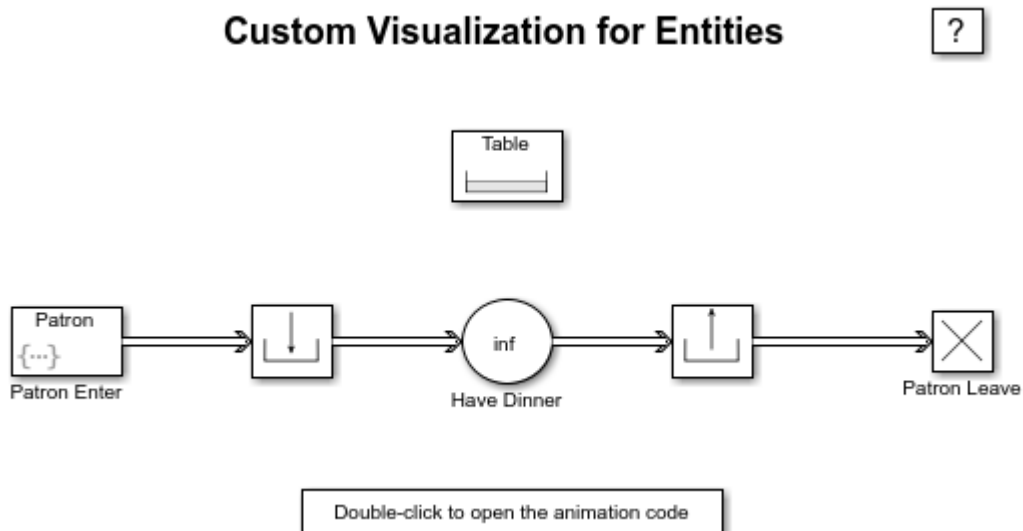 Custom Visualization for Entities
?
Table
Patron
{...}
Patron Enter
inf
Have Dinner
Patron Leave
Double-click to open the animation code